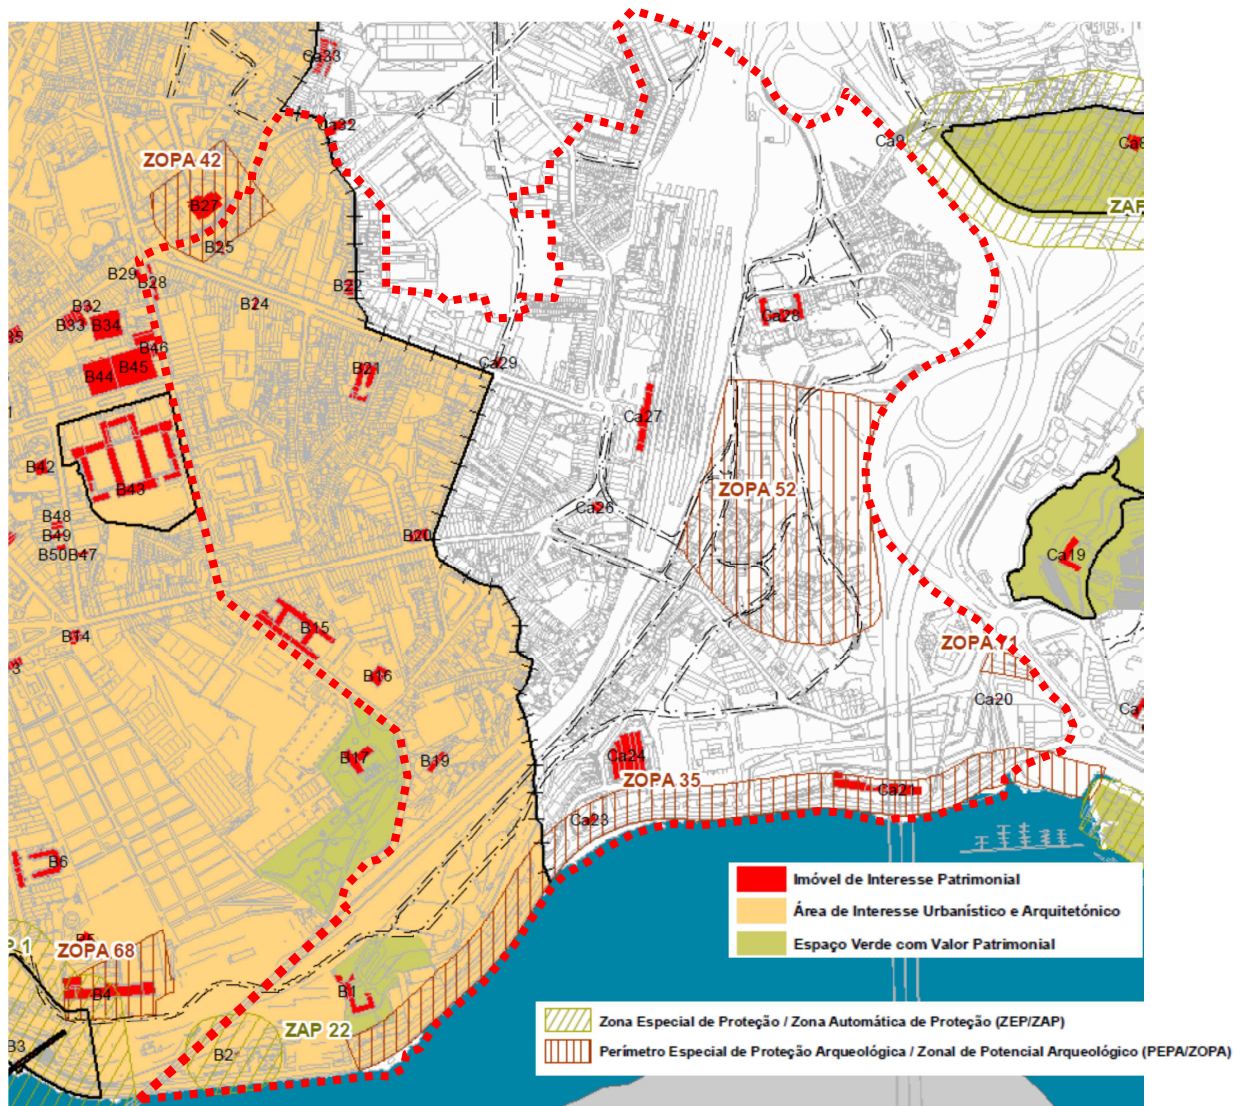 Ca33
Ca32
Ca9
Ca8
ZOPA 42
B27
ZAP
B25
B29
B28
B22
B24
B32
B33
B34
Ca28
B46
B45
B44
B21
Ca29
Ca27
B42
B43
ZOPA 52
B48
B49
B50
B47
Ca26
B20
Ca19
B14
B15
ZOPA 71
B16
Ca20
B17
B19
Ca24
ZOPA 35
Ca21
Ca23
B6
B5
ZOPA 68
B4
B1
ZAP 22
B3
B2
Imóvel de Interesse Patrimonial
Área de Interesse Urbanístico e Arquitetónico
Espaço Verde com Valor Patrimonial
Zona Especial de Proteção / Zona Automática de Proteção (ZEP/ZAP)
Perímetro Especial de Proteção Arqueológica / Zonal de Potencial Arqueológico (PEPA/ZOPA)